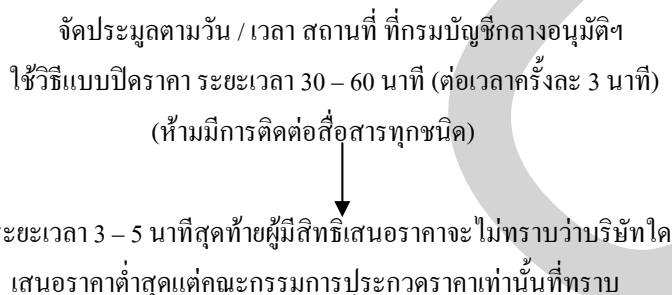 จัดประมูลตามวัน / เวลา สถานที่ ที่กรมบัญชีกลางอนุมัติฯ
ใช้วิธีแบบปิดราคา ระยะเวลา 30 – 60 นาที (ต่อเวลาครั้งละ 3 นาที)
(ห้ามมีการติดต่อสื่อสารทุกชนิด)
ระยะเวลา 3 – 5 นาทีสุดท้ายผู้มีสิทธิ์เสนอราคาจะไม่ทราบว่าบริษัทใด
เสนอราคาต่ำสุดแต่คณะกรรมการประกวดราคาเท่านั้นที่ทราบ